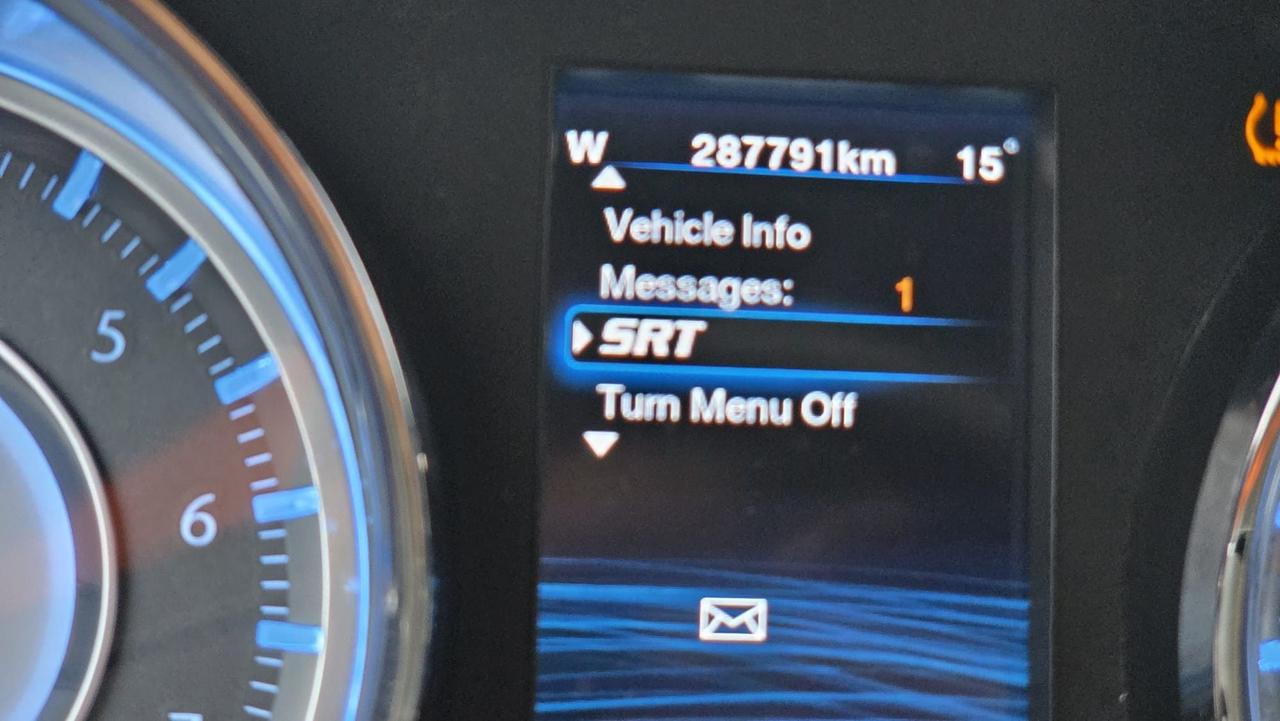 W 287791km 15°
Vehicle Info
Messages: 1
SRT
Turn Menu Off
5
6